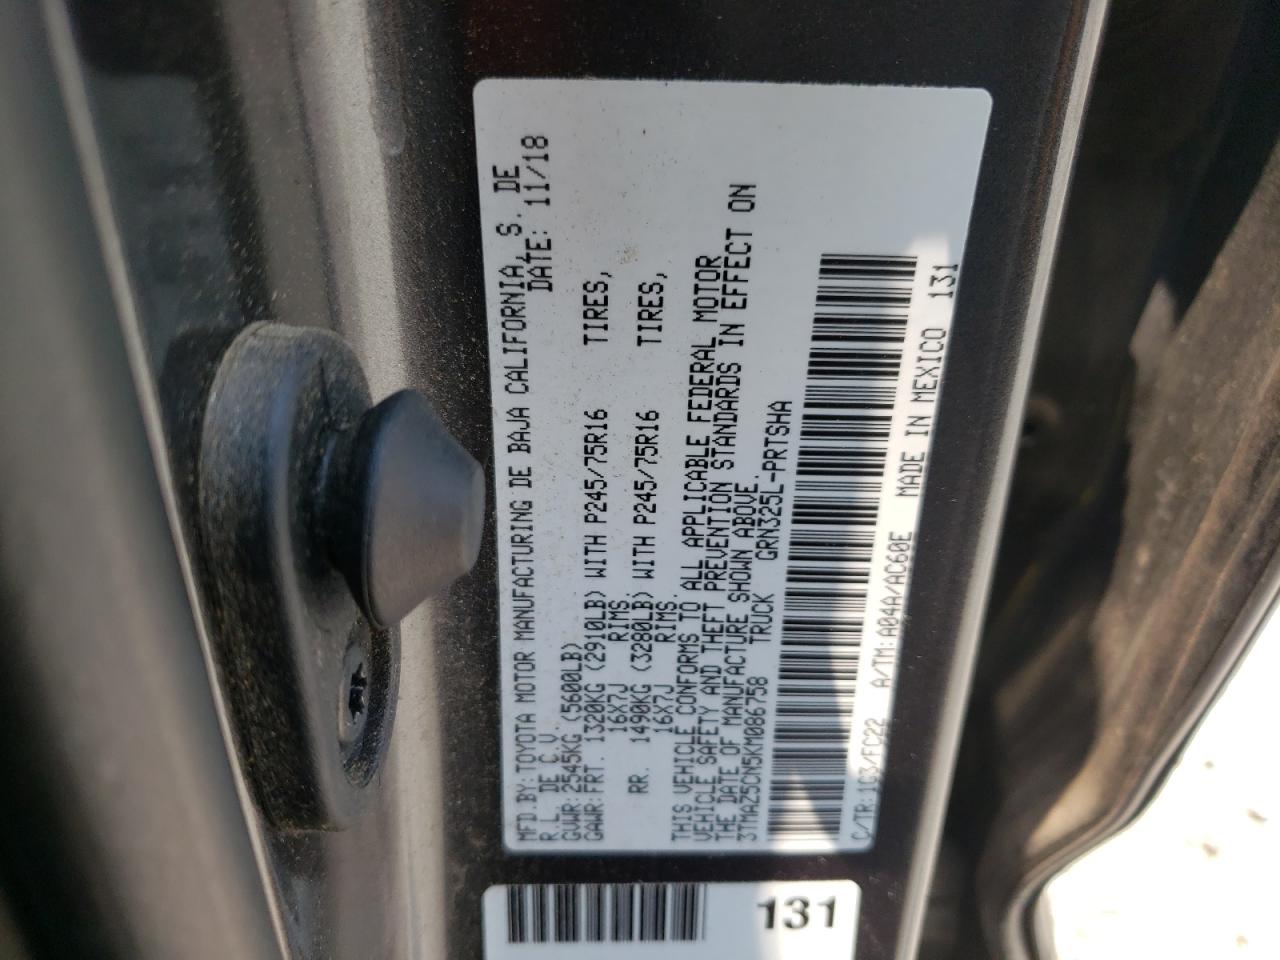 MFD.BY:TOYOTA MOTOR MANUFACTURING DE BAJA CALIFORNIA, S. DE
R.L. DE C.V. DATE: 11/18
GVWR:2545KG (5600LB)
GAWR:FRT. 1320KG (2910LB) WITH P245/75R16 TIRES,
16X7J RIMS.
RR. 1490KG (3280LB) WITH P245/75R16 TIRES,
16X7J RIMS.
THIS VEHICLE CONFORMS TO ALL APPLICABLE FEDERAL MOTOR
VEHICLE SAFETY AND THEFT PREVENTION STANDARDS IN EFFECT ON
THE DATE OF MANUFACTURE SHOWN ABOVE.
3TMAZ5CN5KM086758 TRUCK GRN325L-PRTSHA
C/TR:1G3/FC22 A/TM:A04A/AC60E MADE IN MEXICO 131
131